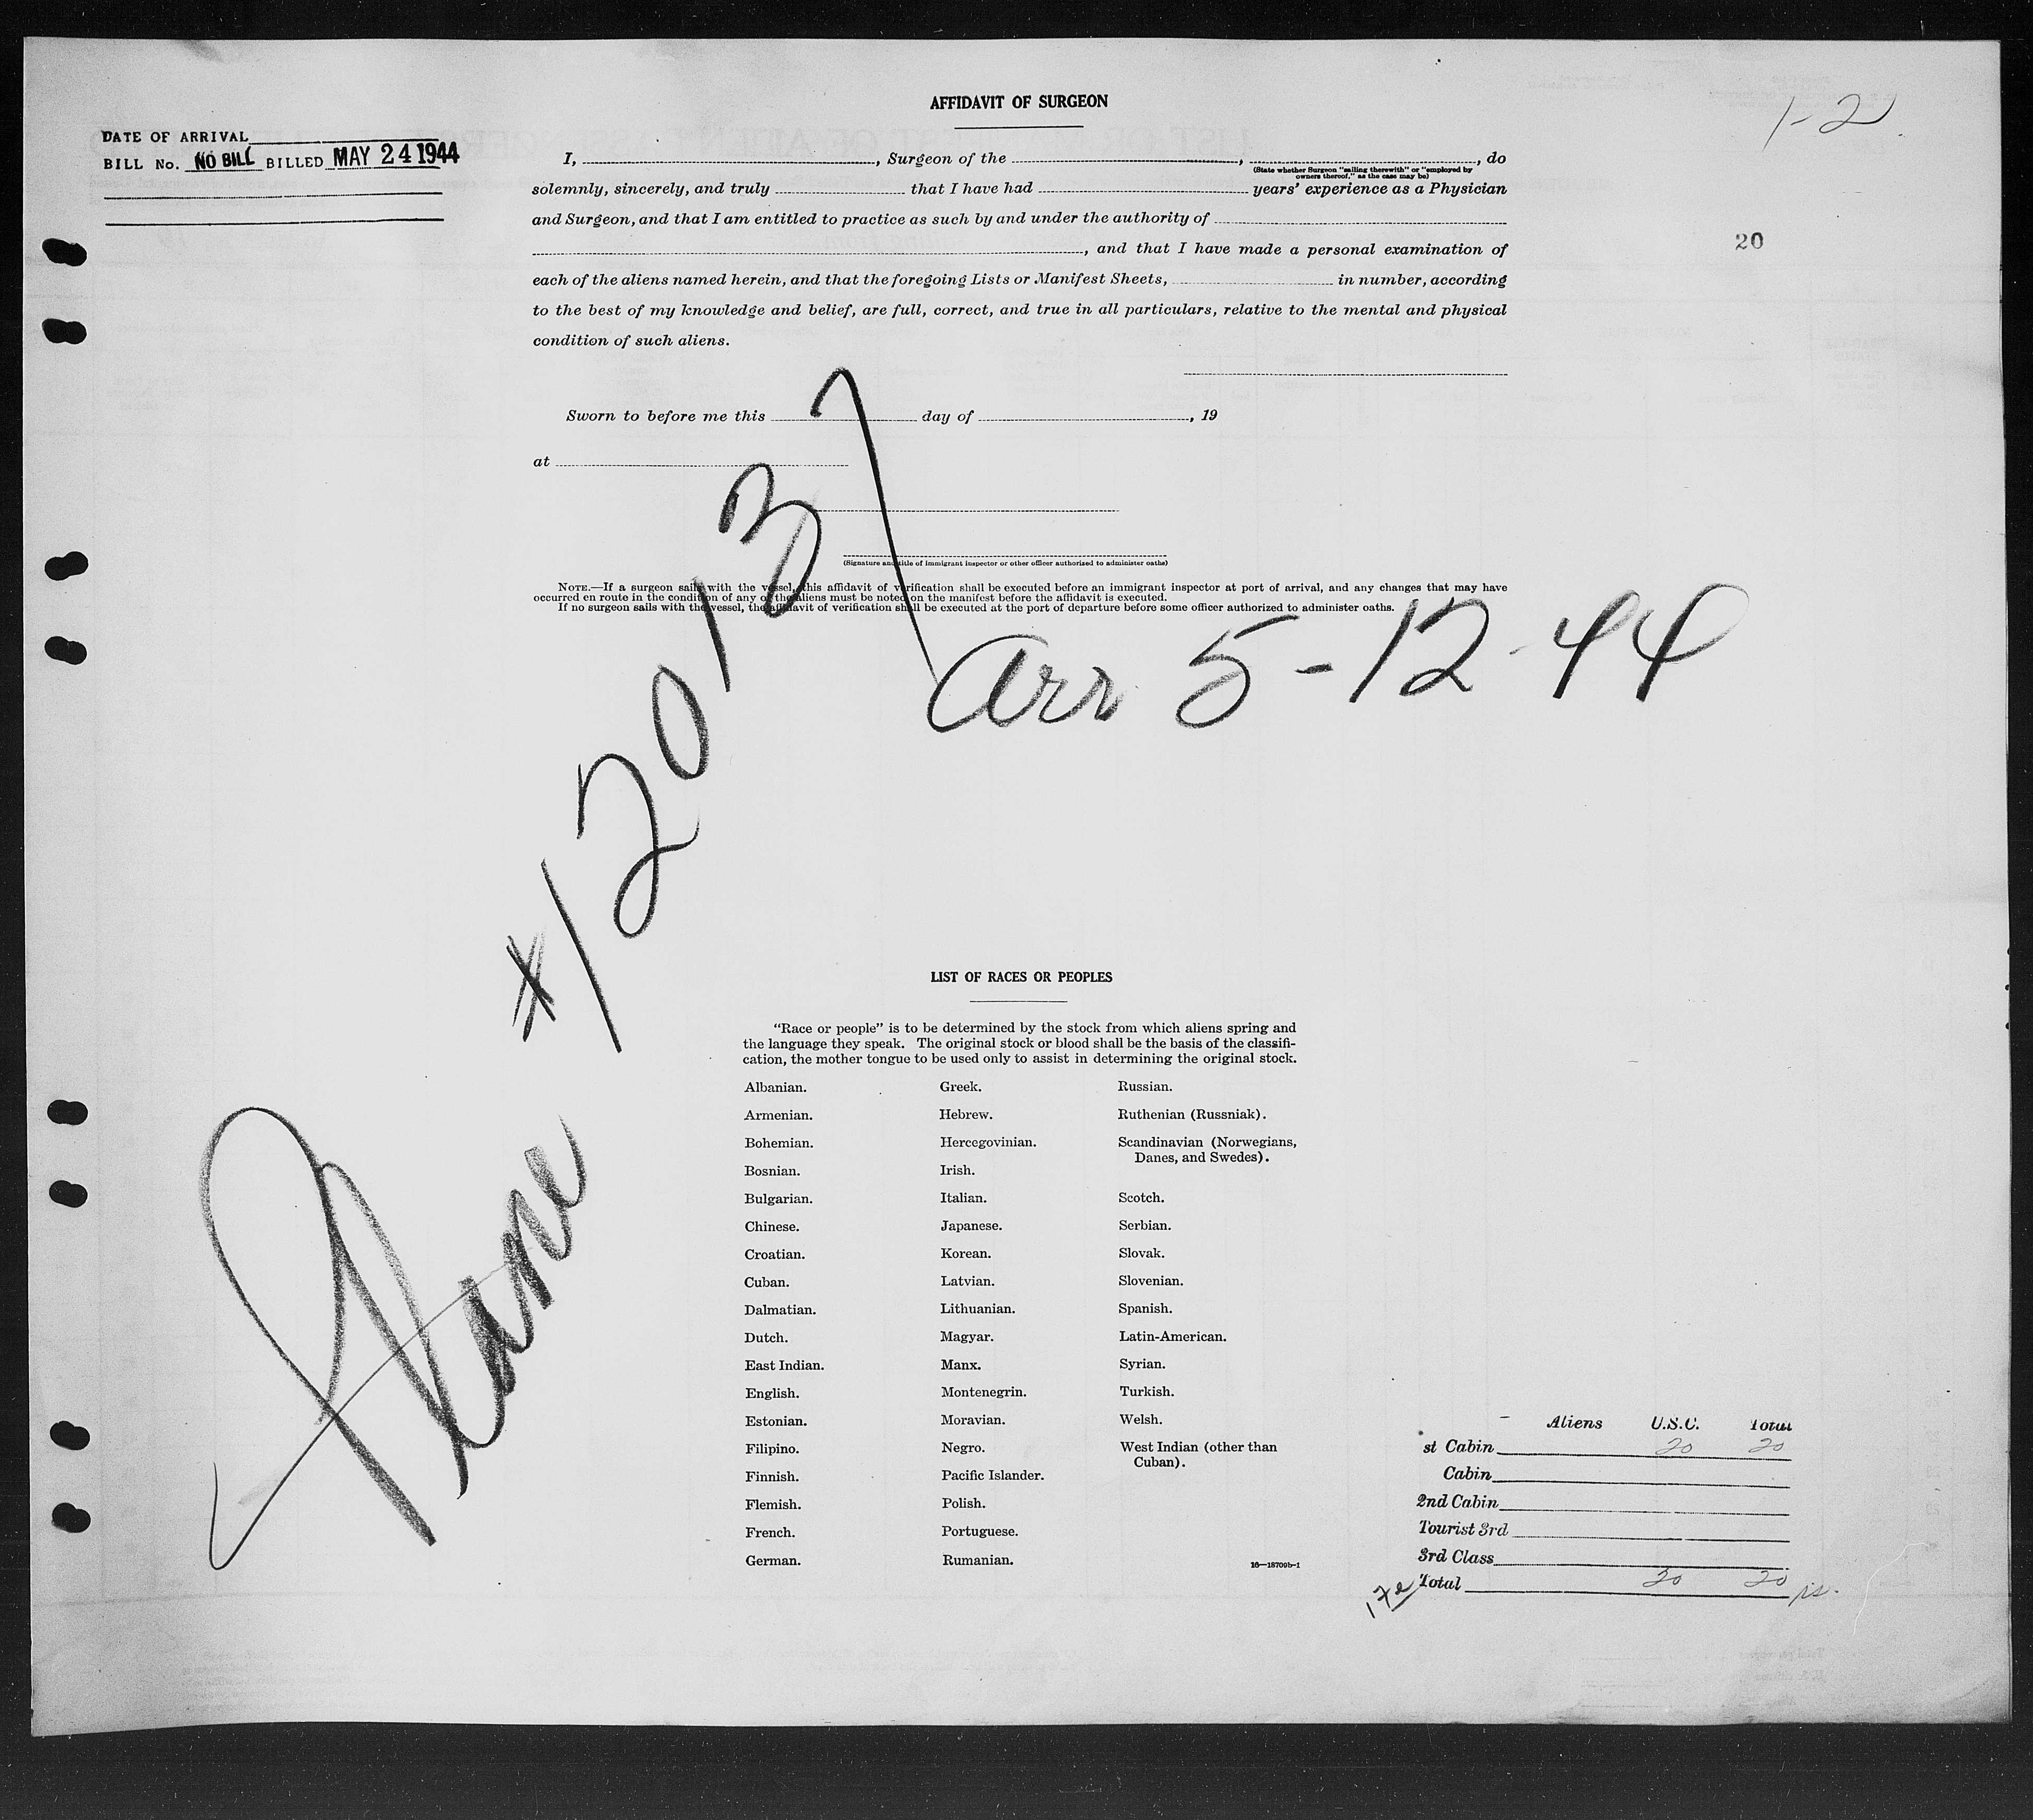 AFFIDAVIT OF SURGEON
1-2
DATE OF ARRIVAL
BILL No. NO BILL BILLED MAY 24 1944
I, , Surgeon of the , , do
(State whether Surgeon "sailing therewith" or "employed by
owners thereof," as the case may be)
solemnly, sincerely, and truly that I have had years' experience as a Physician
and Surgeon, and that I am entitled to practice as such by and under the authority of
, and that I have made a personal examination of
20
each of the aliens named herein, and that the foregoing Lists or Manifest Sheets, in number, according
to the best of my knowledge and belief, are full, correct, and true in all particulars, relative to the mental and physical
condition of such aliens.
Sworn to before me this day of , 19
at
(Signature and title of immigrant inspector or other officer authorized to administer oaths)
NOTE.—If a surgeon sails with the vessel, this affidavit of verification shall be executed before an immigrant inspector at port of arrival, and any changes that may have
occurred en route in the condition of any of the aliens must be noted on the manifest before the affidavit is executed.
If no surgeon sails with the vessel, the affidavit of verification shall be executed at the port of departure before some officer authorized to administer oaths.
Plane #120137
arr 5-12-44
LIST OF RACES OR PEOPLES
"Race or people" is to be determined by the stock from which aliens spring and
the language they speak. The original stock or blood shall be the basis of the classifi-
cation, the mother tongue to be used only to assist in determining the original stock.
Albanian.
Armenian.
Bohemian.
Bosnian.
Bulgarian.
Chinese.
Croatian.
Cuban.
Dalmatian.
Dutch.
East Indian.
English.
Estonian.
Filipino.
Finnish.
Flemish.
French.
German.
Greek.
Hebrew.
Hercegovinian.
Irish.
Italian.
Japanese.
Korean.
Latvian.
Lithuanian.
Magyar.
Manx.
Montenegrin.
Moravian.
Negro.
Pacific Islander.
Polish.
Portuguese.
Rumanian.
Russian.
Ruthenian (Russniak).
Scandinavian (Norwegians,
Danes, and Swedes).
Scotch.
Serbian.
Slovak.
Slovenian.
Spanish.
Latin-American.
Syrian.
Turkish.
Welsh.
West Indian (other than
Cuban).
16—18709b-1
Aliens U.S.C. Total
st Cabin 20 20
Cabin
2nd Cabin
Tourist 3rd
3rd Class
Total 20 20